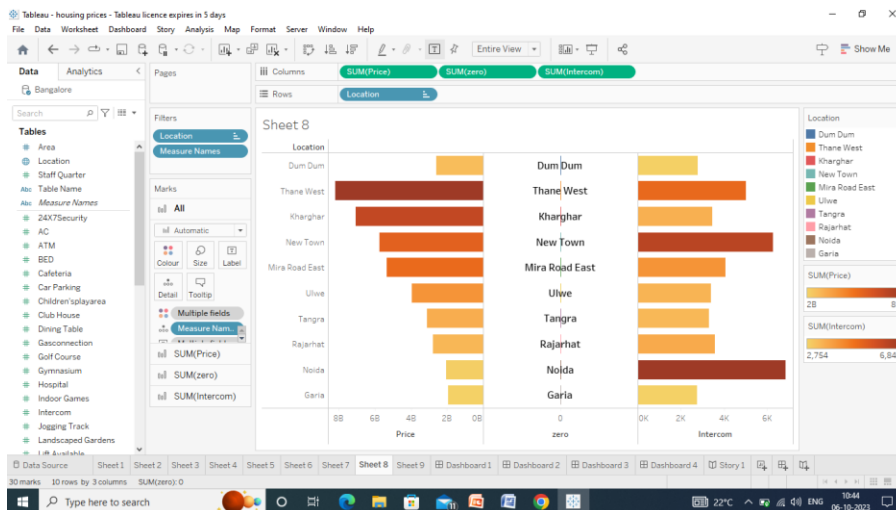 Tableau - housing prices - Tableau licence expires in 5 days
File Data Worksheet Dashboard Story Analysis Map Format Server Window Help
Entire View
Show Me
Data Analytics
Bangalore
Search
Tables
Area
Location
Staff Quarter
Abc Table Name
Abc Measure Names
24X7Security
AC
ATM
BED
Cafeteria
Car Parking
Children'splayarea
Club House
Dining Table
Gasconnection
Golf Course
Gymnasium
Hospital
Indoor Games
Intercom
Jogging Track
Landscaped Gardens
Lift Available
Pages
Filters
Location
Measure Names
Marks
All
Automatic
Colour Size Label
Detail Tooltip
Multiple fields
Measure Nam..
SUM(Price)
SUM(zero)
SUM(Intercom)
Columns SUM(Price) SUM(zero) SUM(Intercom)
Rows Location
Sheet 8
Location
Dum Dum Dum Dum
Thane West Thane West
Kharghar Kharghar
New Town New Town
Mira Road East Mira Road East
Ulwe Ulwe
Tangra Tangra
Rajarhat Rajarhat
Noida Noida
Garia Garia
8B 6B 4B 2B 0B 0 0K 2K 4K 6K
Price zero Intercom
Location
Dum Dum
Thane West
Kharghar
New Town
Mira Road East
Ulwe
Tangra
Rajarhat
Noida
Garia
SUM(Price)
2B 8
SUM(Intercom)
2,754 6,84
Data Source Sheet 1 Sheet 2 Sheet 3 Sheet 4 Sheet 5 Sheet 6 Sheet 7 Sheet 8 Sheet 9 Dashboard 1 Dashboard 2 Dashboard 3 Dashboard 4 Story 1
30 marks 10 rows by 3 columns SUM(zero): 0
Type here to search
22°C ENG 10:44
06-10-2023